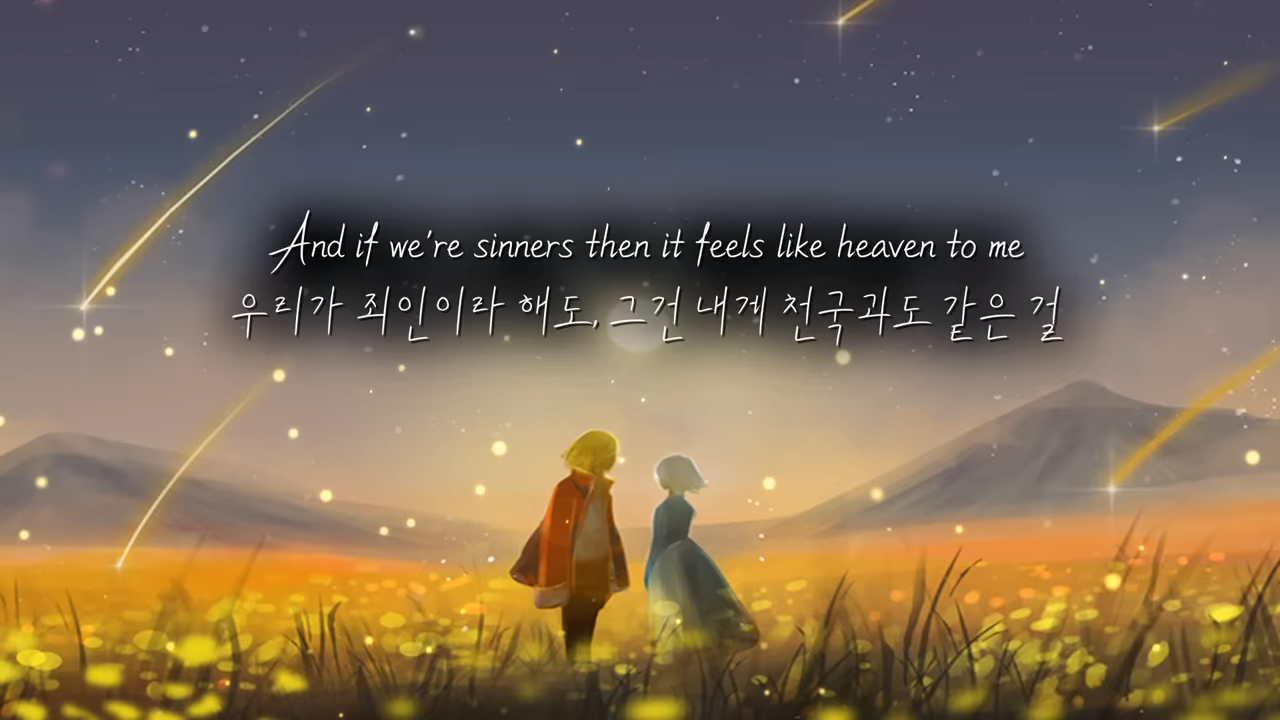 And if we're sinners then it feels like heaven to me
우리가 죄인이라 해도, 그건 내게 천국과도 같은 걸